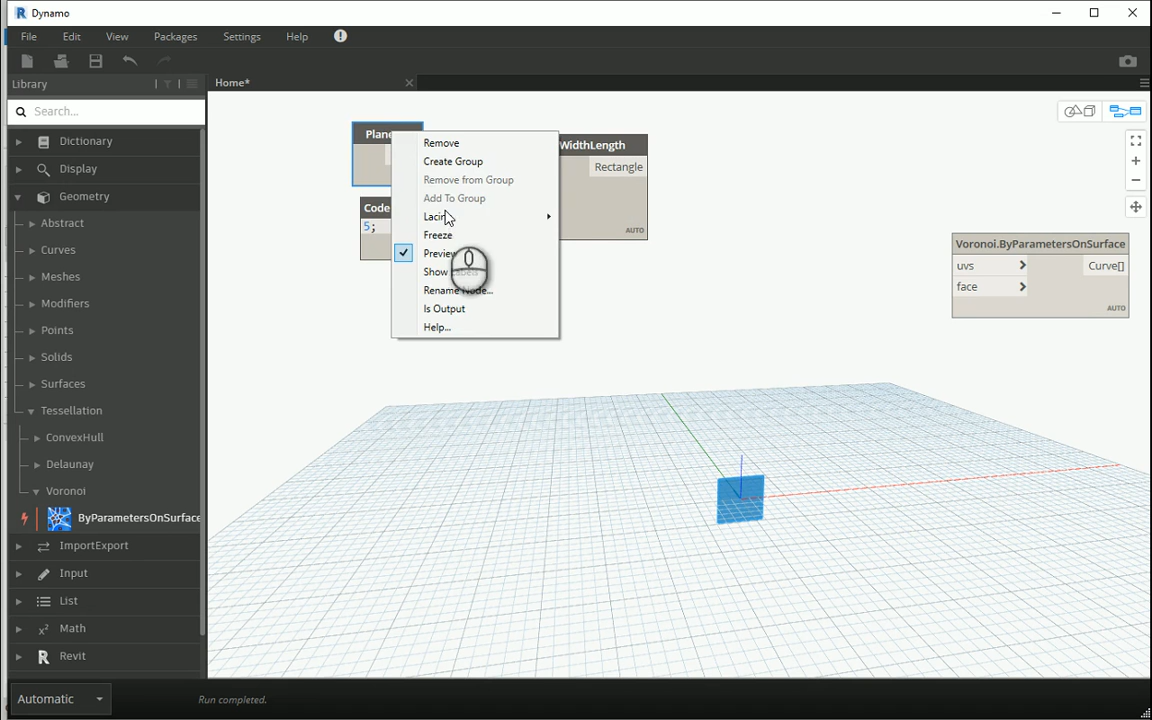 Dynamo
File Edit View Packages Settings Help
Library
Home*
Search...
Dictionary
Display
Geometry
Abstract
Curves
Meshes
Modifiers
Points
Solids
Surfaces
Tessellation
ConvexHull
Delaunay
Voronoi
ByParametersOnSurface
ImportExport
Input
List
Math
Revit
Plane
Code
5;
Remove
Create Group
Remove from Group
Add To Group
Freeze
Show Labels
Rename Node...
Is Output
Help...
WidthLength
Rectangle
AUTO
Voronoi.ByParametersOnSurface
uvs > Curve[]
face >
AUTO
Automatic
Run completed.